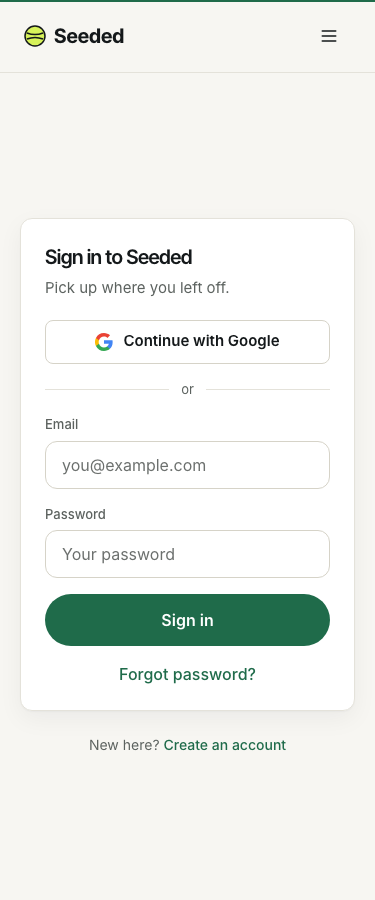 Seeded
Sign in to Seeded
Pick up where you left off.
Continue with Google
or
Email
you@example.com
Password
Your password
Sign in
Forgot password?
New here? Create an account